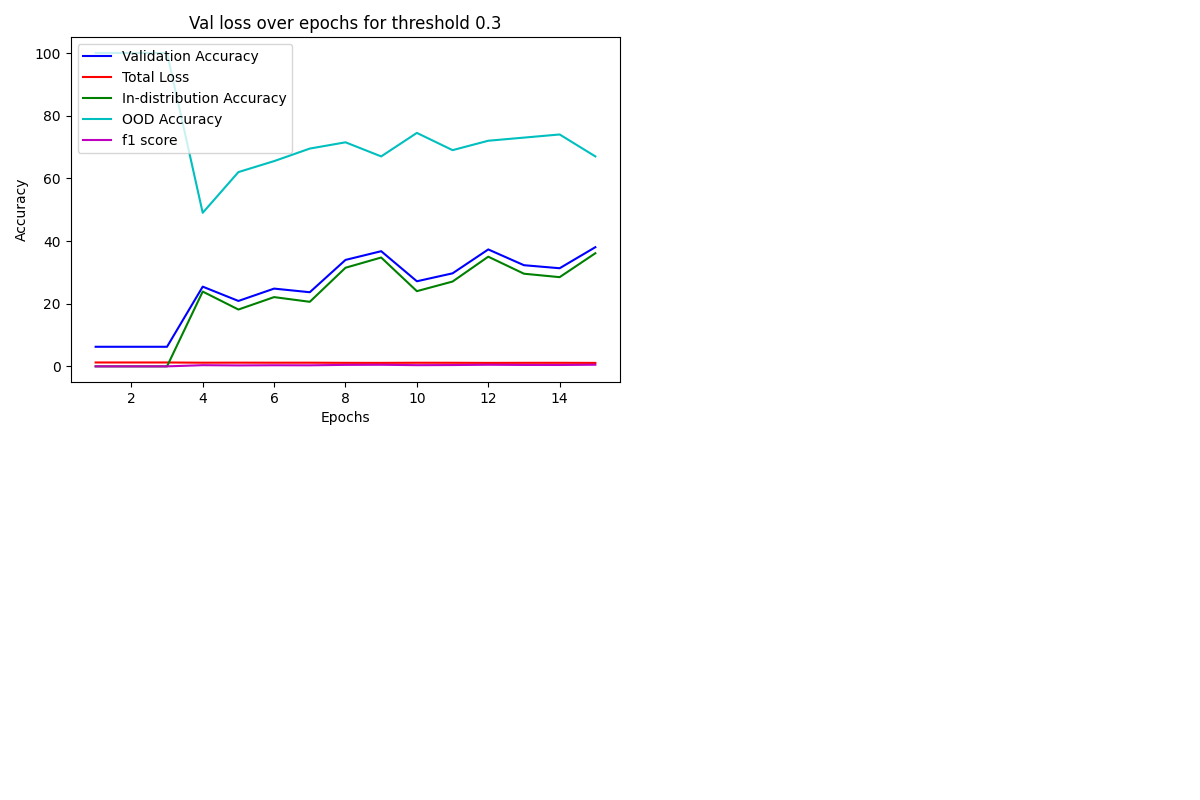 Val loss over epochs for threshold 0.3
Validation Accuracy
Total Loss
In-distribution Accuracy
OOD Accuracy
f1 score
100
80
60
40
20
0
Accuracy
2 4 6 8 10 12 14
Epochs